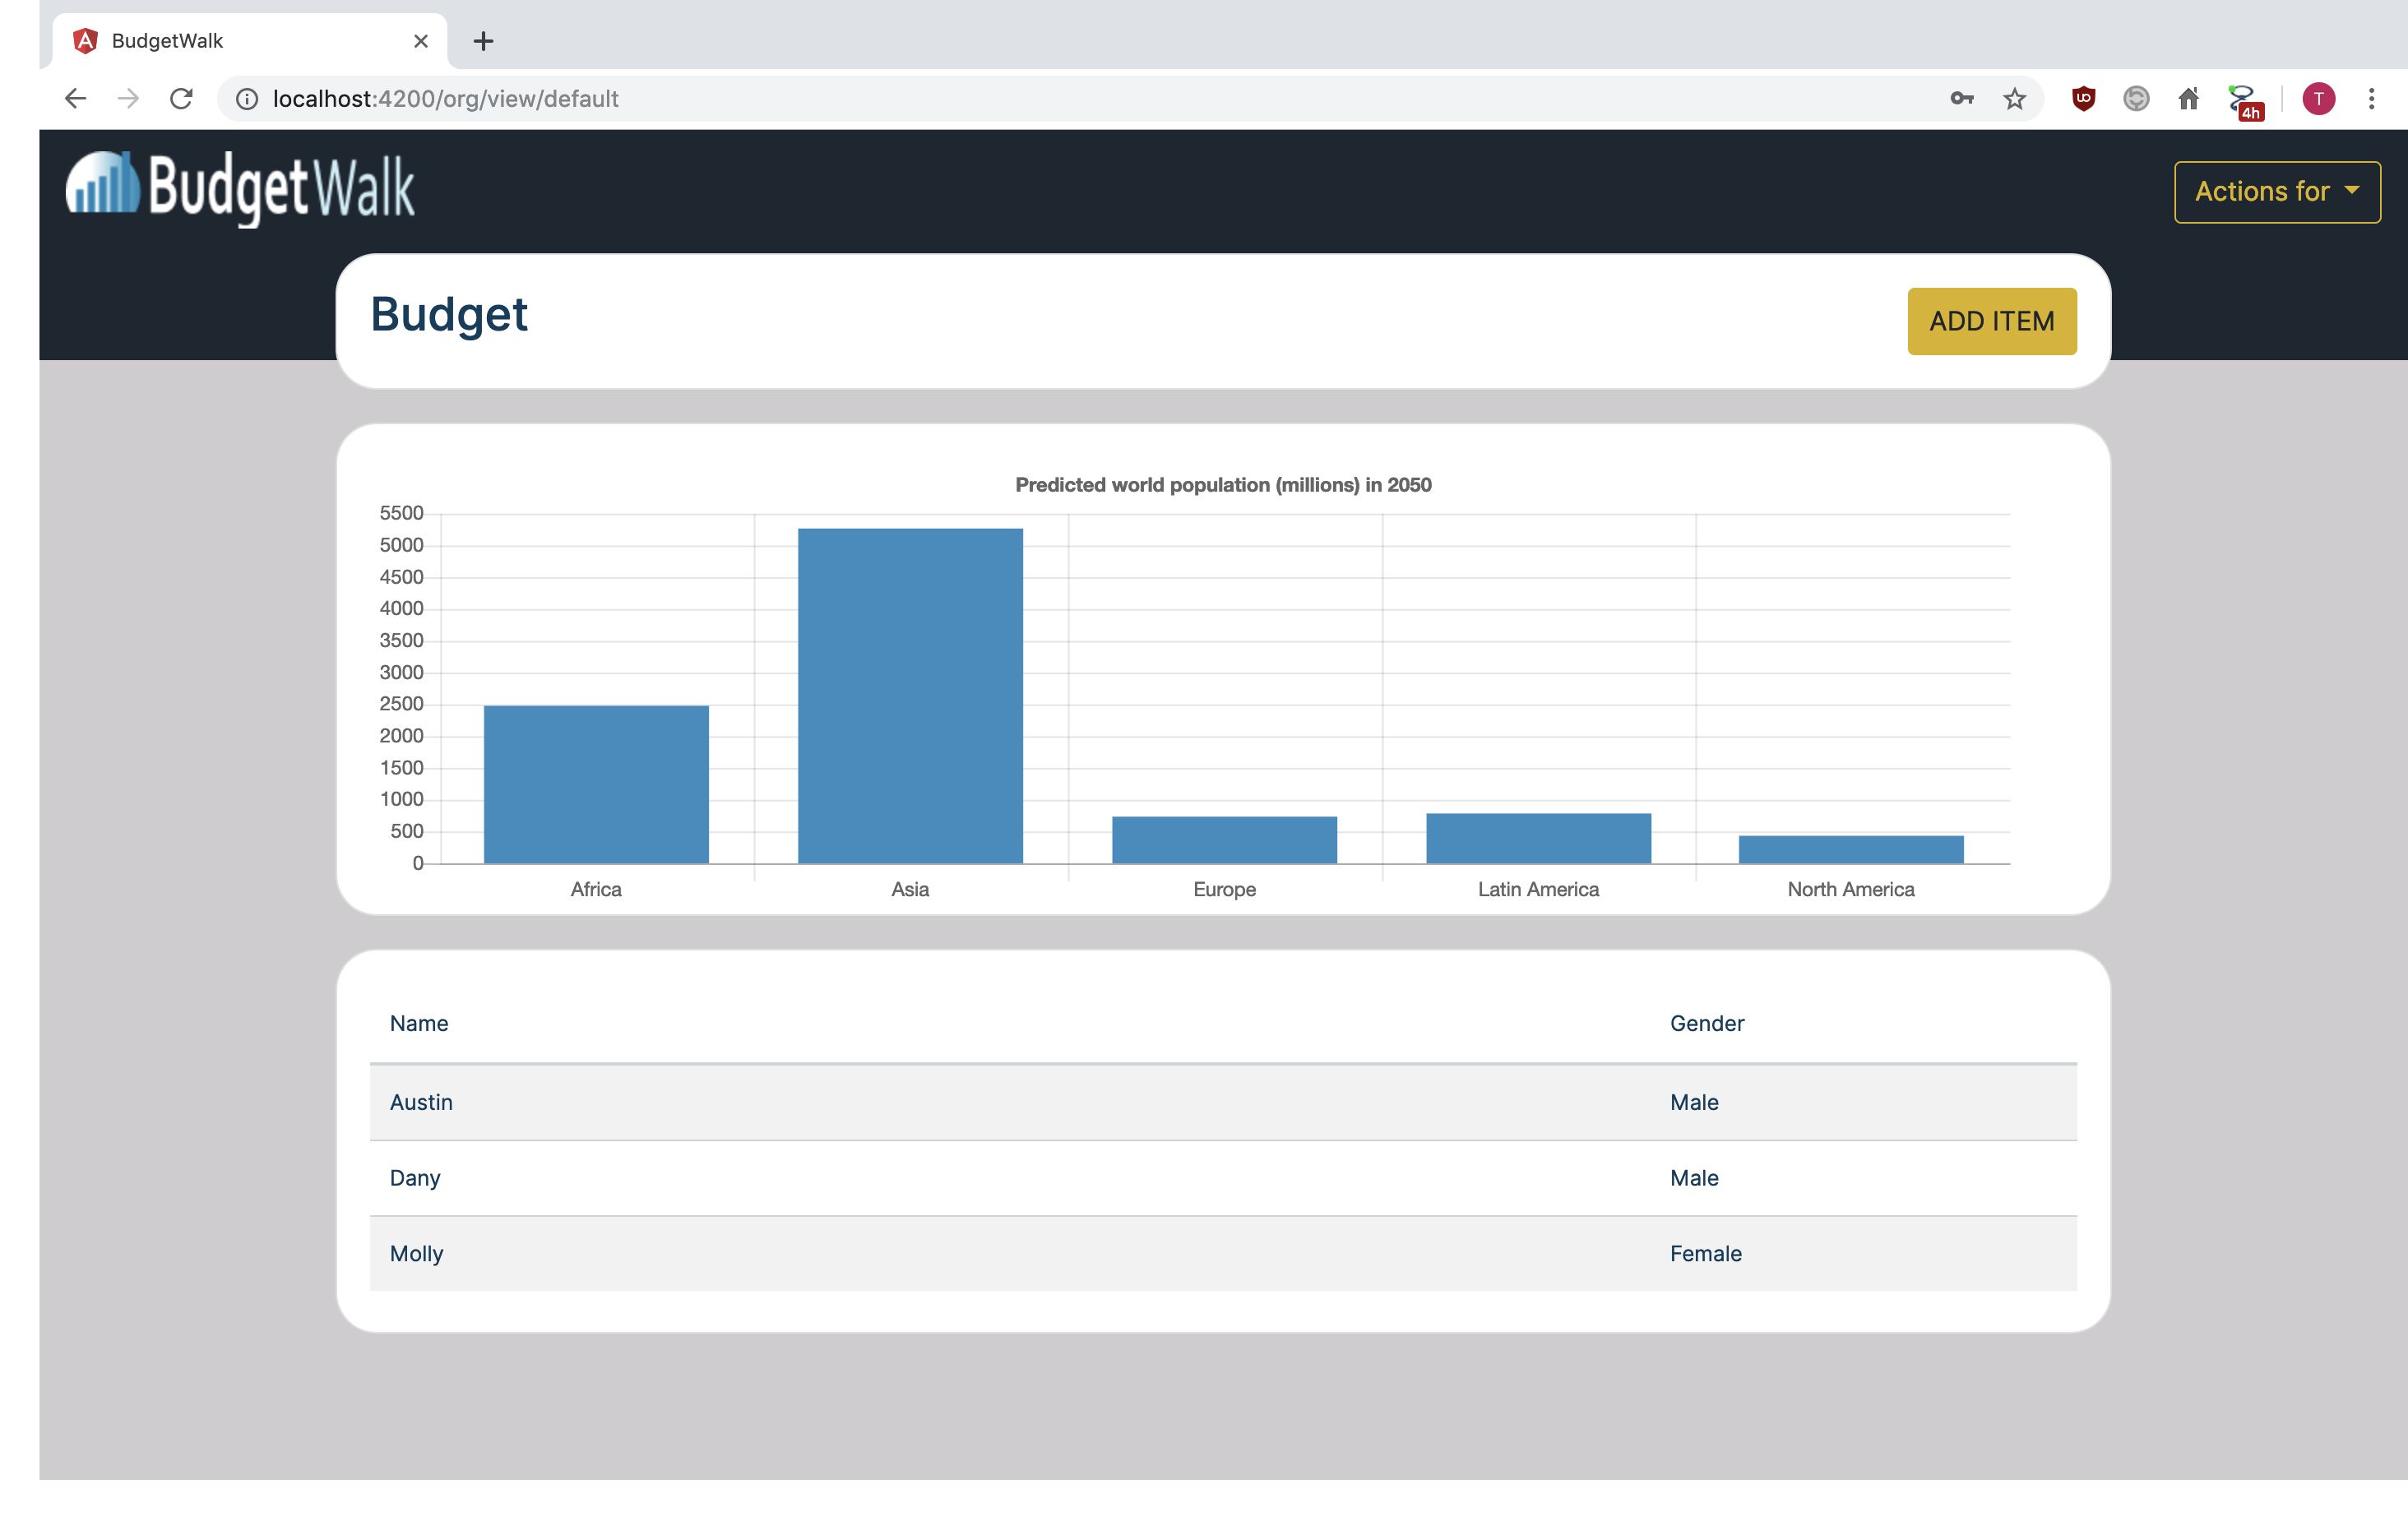 BudgetWalk
localhost:4200/org/view/default
4h
T
BudgetWalk
Actions for
Budget
ADD ITEM
Predicted world population (millions) in 2050
5500
5000
4500
4000
3500
3000
2500
2000
1500
1000
500
0
Africa Asia Europe Latin America North America
Name Gender
Austin Male
Dany Male
Molly Female